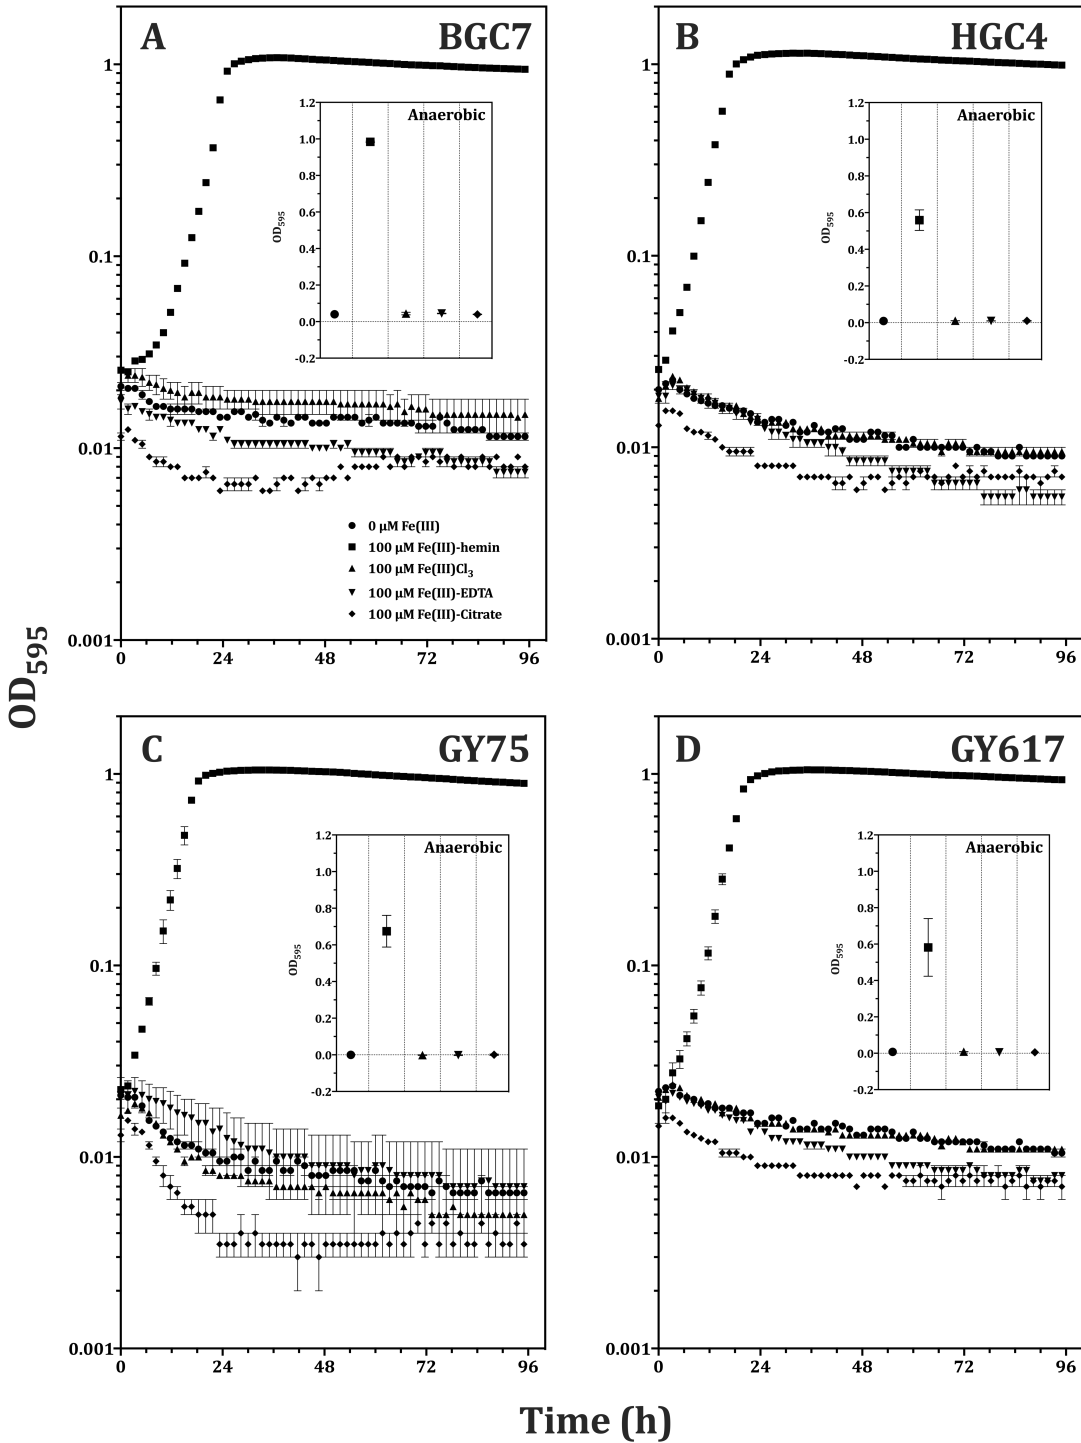 A BGC7
1
0.1
0.01
0.001
0 24 48 72 96
Anaerobic
OD595
1.2
1.0
0.8
0.6
0.4
0.2
0.0
-0.2
0 μM Fe(III)
100 μM Fe(III)-hemin
100 μM Fe(III)Cl3
100 μM Fe(III)-EDTA
100 μM Fe(III)-Citrate
B HGC4
1
0.1
0.01
0.001
0 24 48 72 96
Anaerobic
OD595
1.2
1.0
0.8
0.6
0.4
0.2
0.0
-0.2
OD595
C GY75
1
0.1
0.01
0.001
0 24 48 72 96
Anaerobic
OD595
1.2
1.0
0.8
0.6
0.4
0.2
0.0
-0.2
D GY617
1
0.1
0.01
0.001
0 24 48 72 96
Anaerobic
OD595
1.2
1.0
0.8
0.6
0.4
0.2
0.0
-0.2
Time (h)